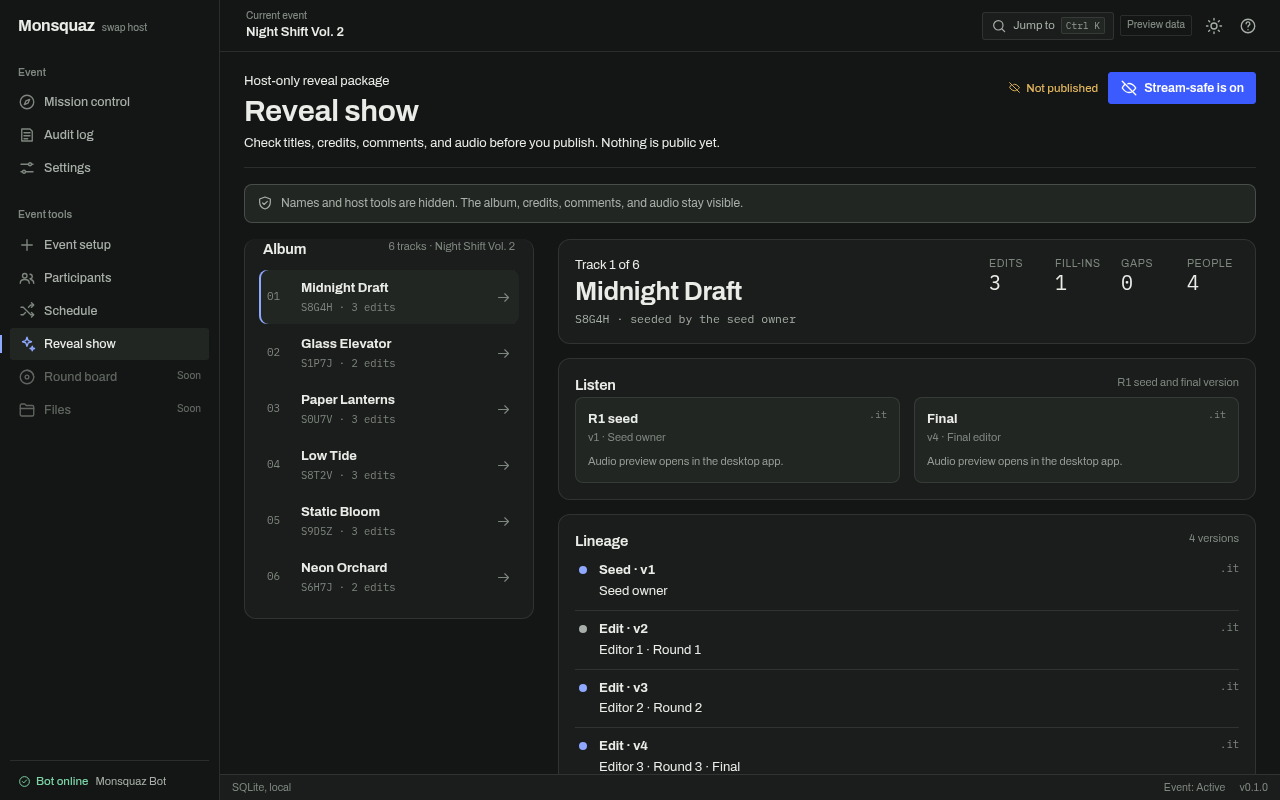 Monsquaz swap host
Event
Mission control
Audit log
Settings
Event tools
Event setup
Participants
Schedule
Reveal show
Round board Soon
Files Soon
Bot online Monsquaz Bot
Current event
Night Shift Vol. 2
Jump to Ctrl K
Preview data
Host-only reveal package
Reveal show
Check titles, credits, comments, and audio before you publish. Nothing is public yet.
Not published
Stream-safe is on
Names and host tools are hidden. The album, credits, comments, and audio stay visible.
Album 6 tracks · Night Shift Vol. 2
01 Midnight Draft
S8G4H · 3 edits
02 Glass Elevator
S1P7J · 2 edits
03 Paper Lanterns
S0U7V · 3 edits
04 Low Tide
S8T2V · 3 edits
05 Static Bloom
S9D5Z · 3 edits
06 Neon Orchard
S6H7J · 2 edits
Track 1 of 6
Midnight Draft
S8G4H · seeded by the seed owner
EDITS FILL-INS GAPS PEOPLE
3 1 0 4
Listen R1 seed and final version
R1 seed .it
v1 · Seed owner
Audio preview opens in the desktop app.
Final .it
v4 · Final editor
Audio preview opens in the desktop app.
Lineage 4 versions
Seed · v1 .it
Seed owner
Edit · v2 .it
Editor 1 · Round 1
Edit · v3 .it
Editor 2 · Round 2
Edit · v4 .it
Editor 3 · Round 3 · Final
SQLite, local
Event: Active v0.1.0